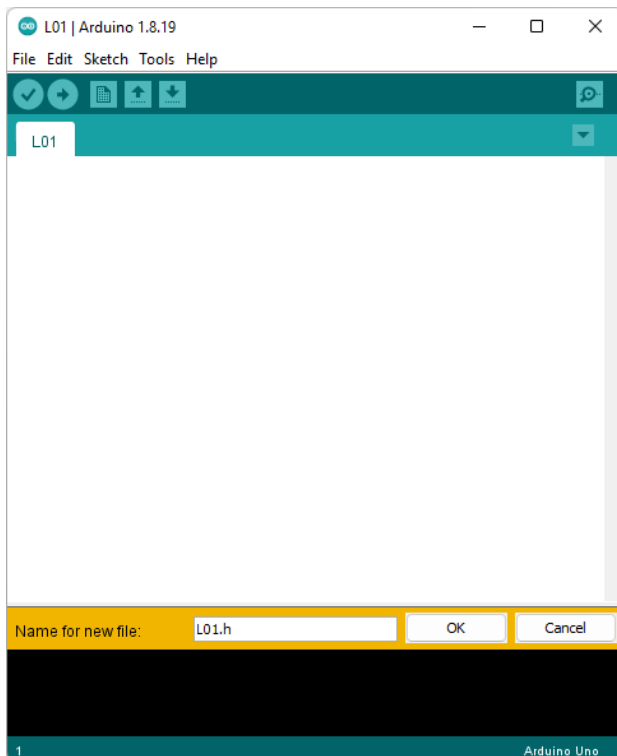 L01 | Arduino 1.8.19
File Edit Sketch Tools Help
L01
Name for new file: L01.h OK Cancel
1 Arduino Uno